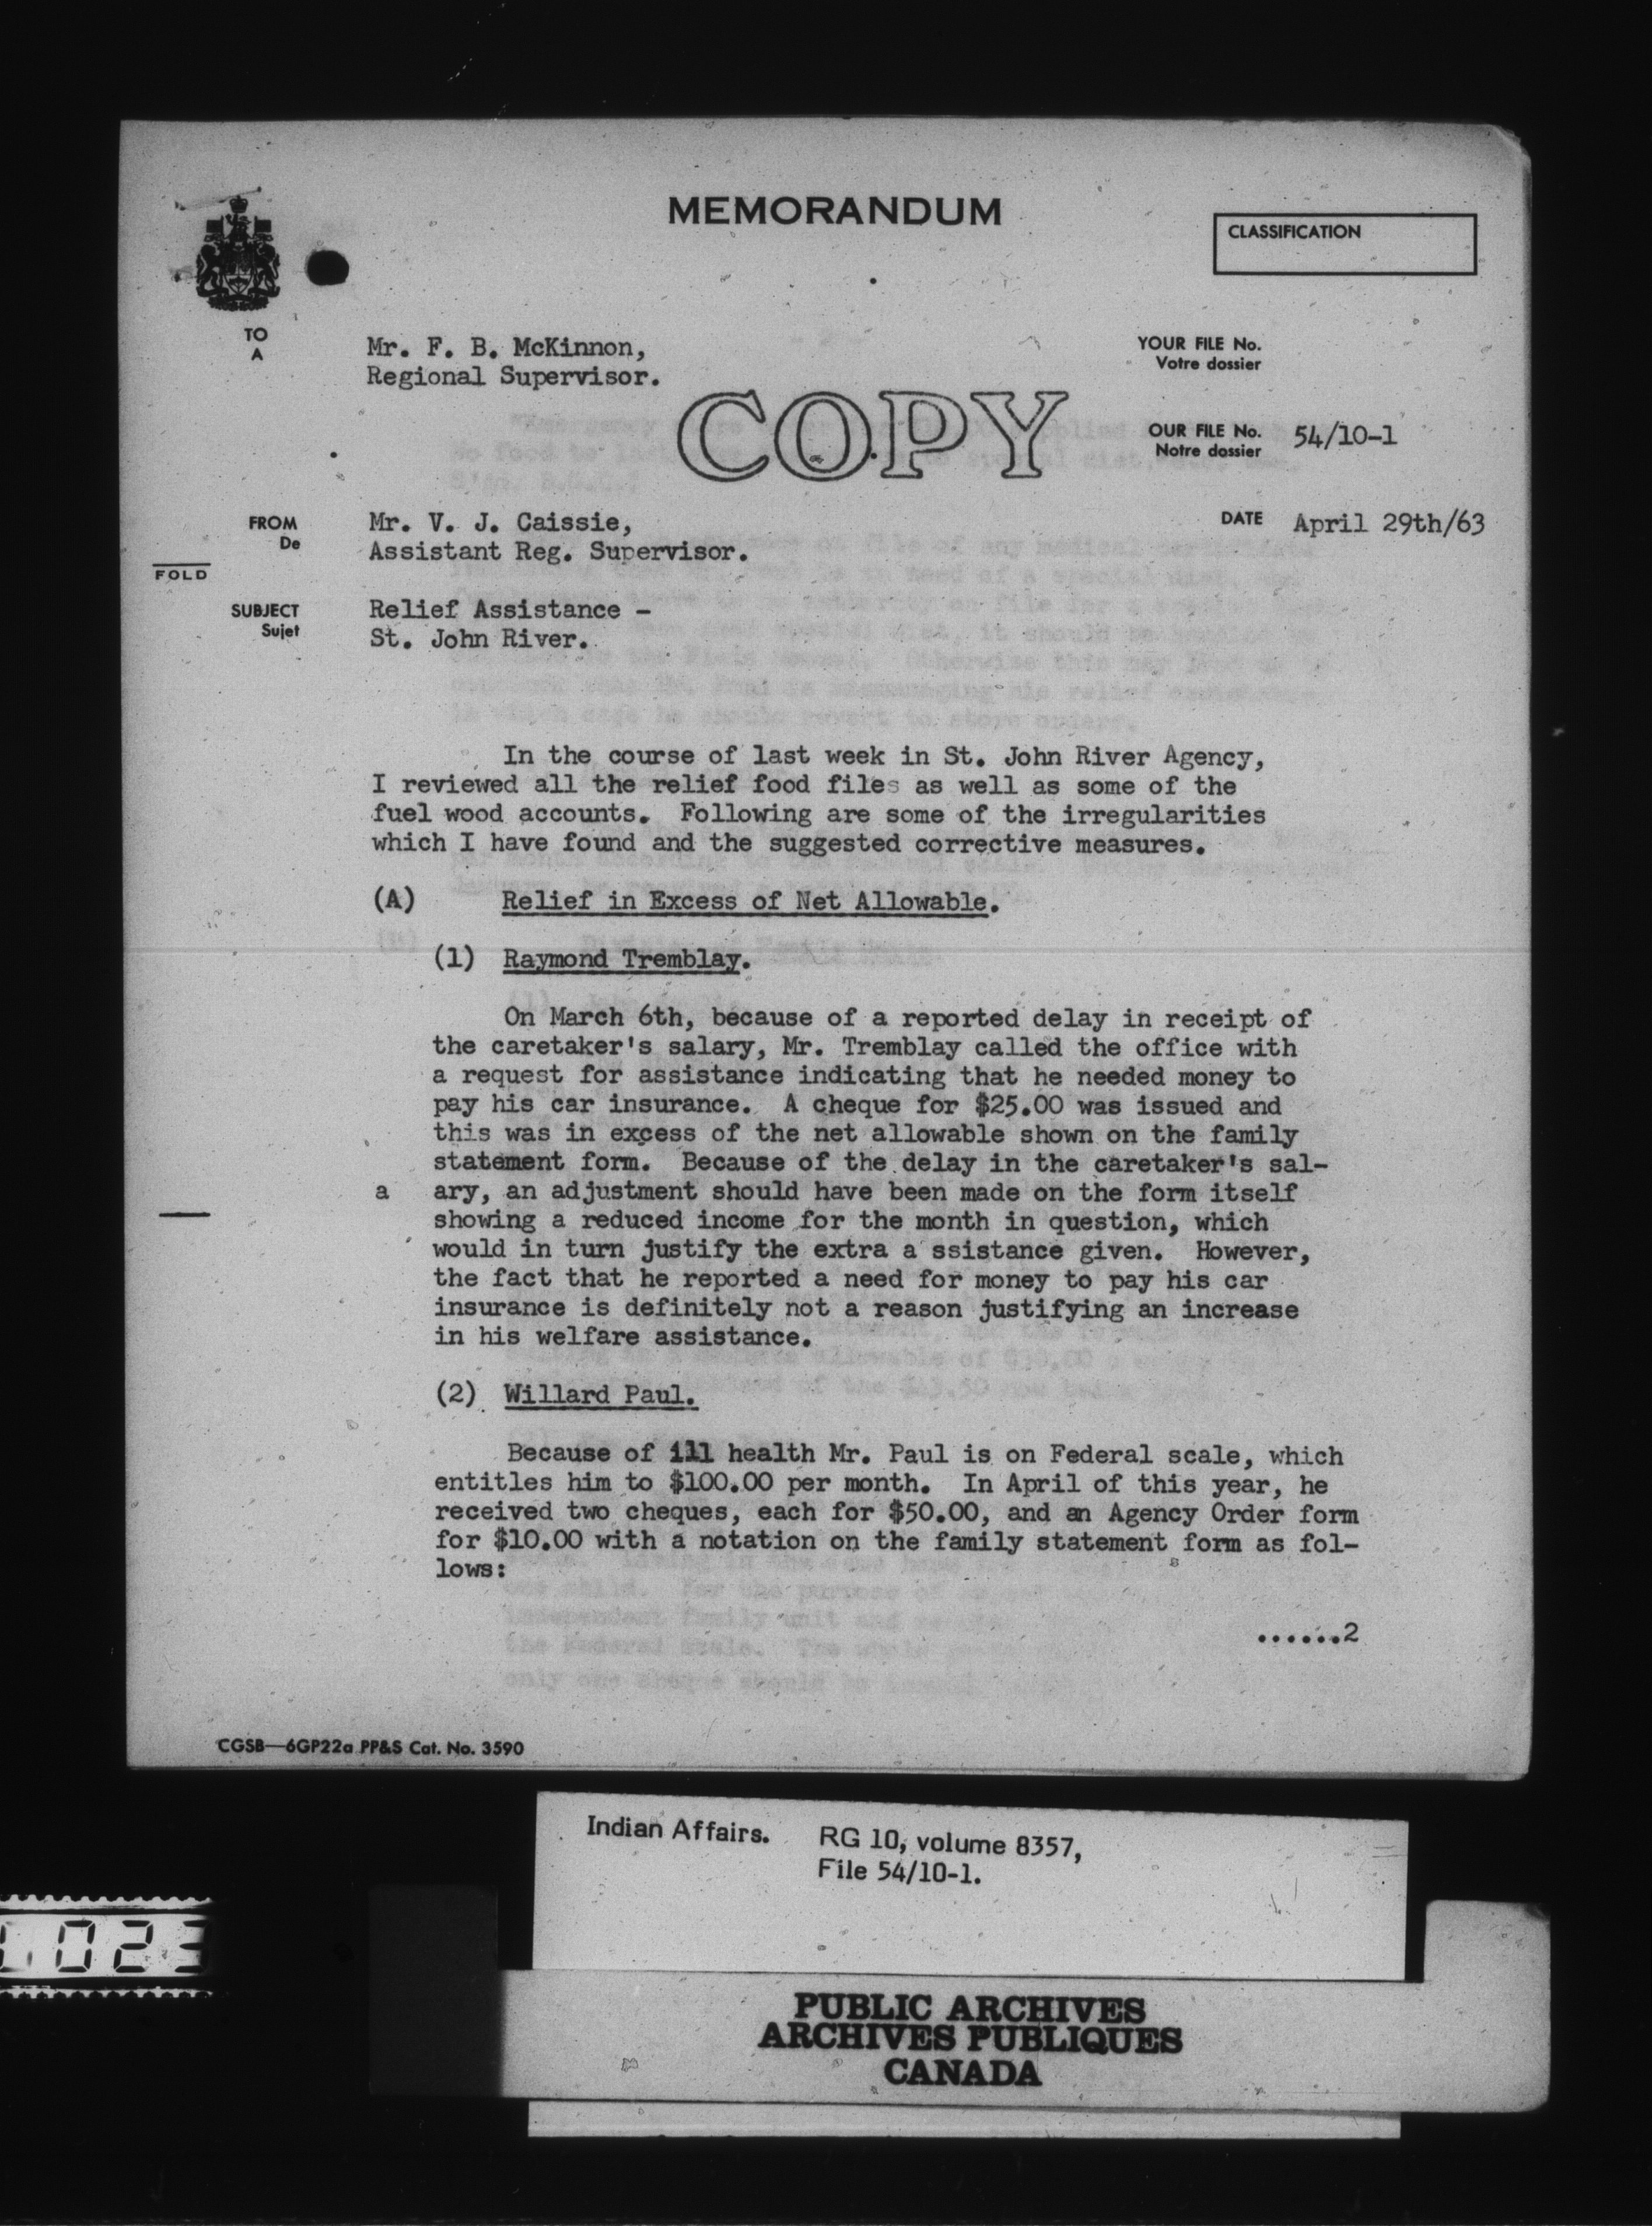 MEMORANDUM
CLASSIFICATION
TO
A
Mr. F. B. McKinnon,
Regional Supervisor.
YOUR FILE No.
Votre dossier
COPY
OUR FILE No. 54/10-1
Notre dossier
FROM
De
Mr. V. J. Caissie,
Assistant Reg. Supervisor.
DATE April 29th/63
FOLD
SUBJECT
Sujet
Relief Assistance -
St. John River.
In the course of last week in St. John River Agency,
I reviewed all the relief food files as well as some of the
fuel wood accounts. Following are some of the irregularities
which I have found and the suggested corrective measures.
(A) Relief in Excess of Net Allowable.
(1) Raymond Tremblay.
On March 6th, because of a reported delay in receipt of
the caretaker's salary, Mr. Tremblay called the office with
a request for assistance indicating that he needed money to
pay his car insurance. A cheque for $25.00 was issued and
this was in excess of the net allowable shown on the family
statement form. Because of the delay in the caretaker's sal-
a ary, an adjustment should have been made on the form itself
showing a reduced income for the month in question, which
would in turn justify the extra a ssistance given. However,
the fact that he reported a need for money to pay his car
insurance is definitely not a reason justifying an increase
in his welfare assistance.
(2) Willard Paul.
Because of ill health Mr. Paul is on Federal scale, which
entitles him to $100.00 per month. In April of this year, he
received two cheques, each for $50.00, and an Agency Order form
for $10.00 with a notation on the family statement form as fol-
lows:
......2
CGSB—6GP22a PP&S Cat. No. 3590
Indian Affairs. RG 10, volume 8357,
File 54/10-1.
023
PUBLIC ARCHIVES
ARCHIVES PUBLIQUES
CANADA